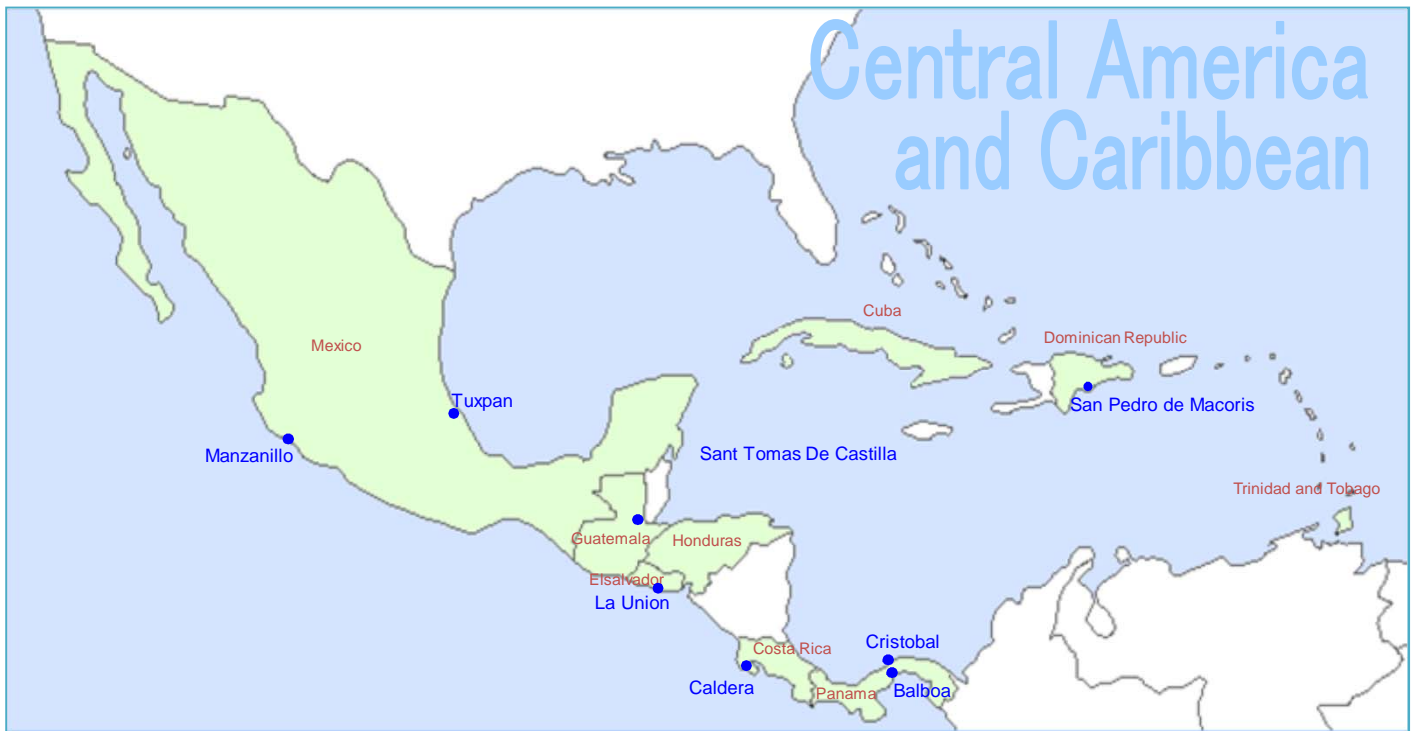 Central America
and Caribbean
Cuba
Dominican Republic
Mexico
Tuxpan
San Pedro de Macoris
Manzanillo
Sant Tomas De Castilla
Trinidad and Tobago
Guatemala
Honduras
Elsalvador
La Union
Cristobal
Costa Rica
Caldera
Panama
Balboa